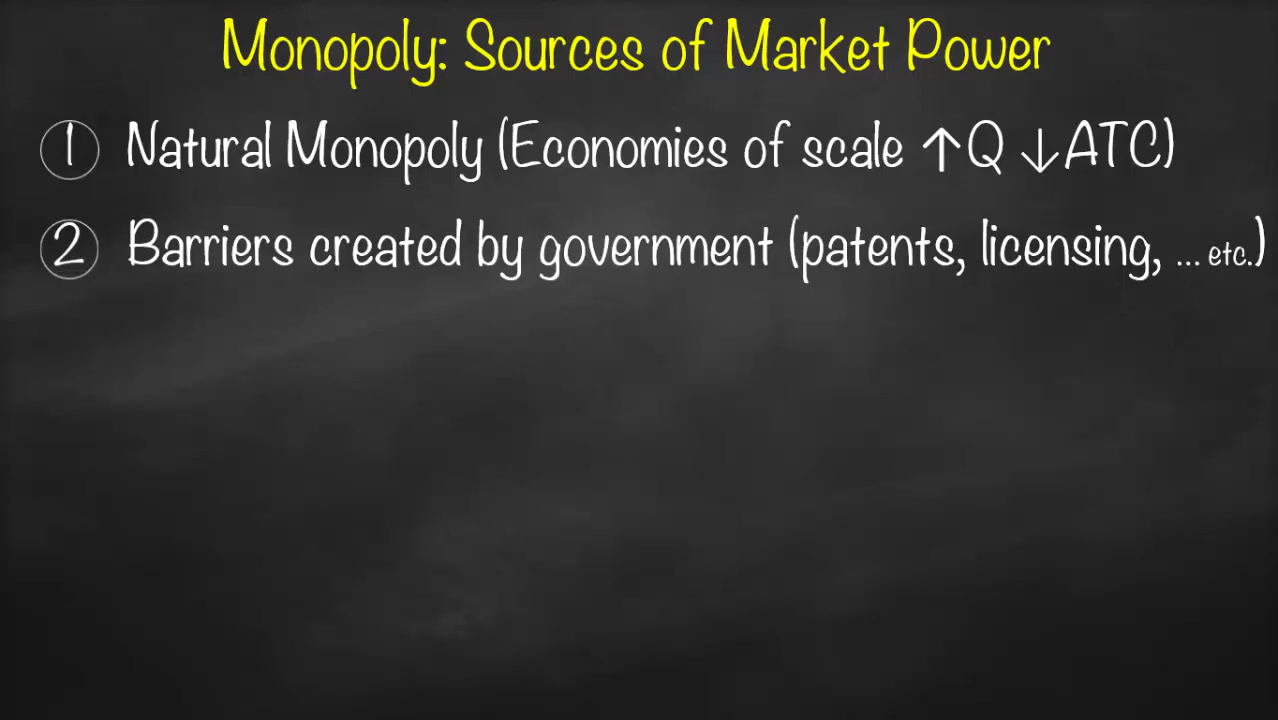 Monopoly: Sources of Market Power
1 Natural Monopoly (Economies of scale ↑Q ↓ATC)
2 Barriers created by government (patents, licensing, ... etc.)